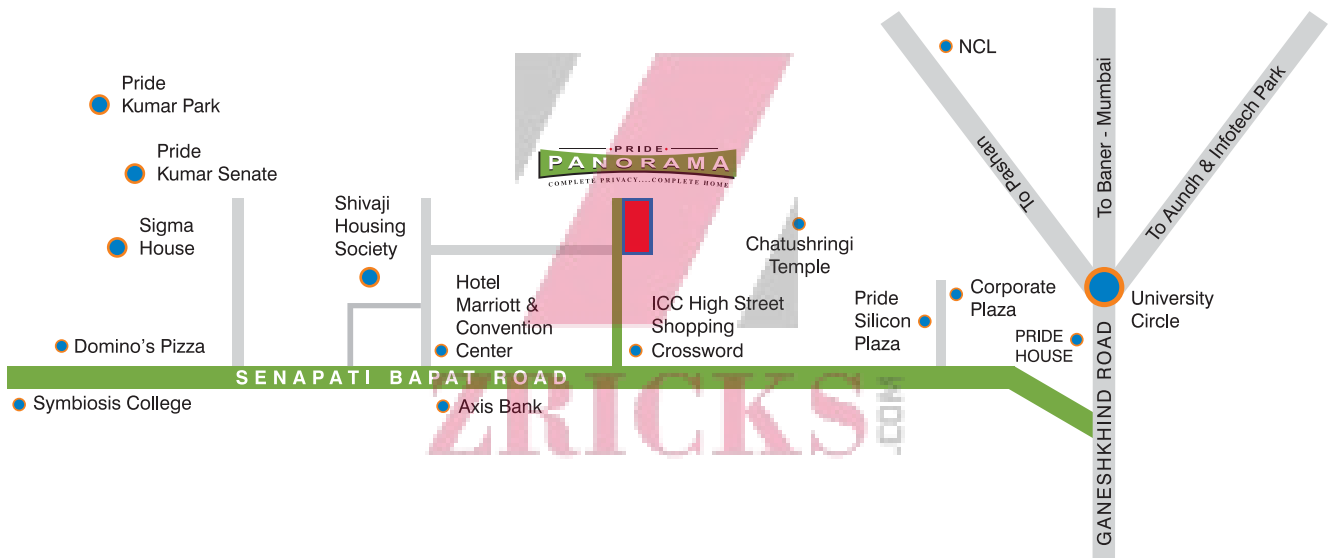 NCL
Pride
Kumar Park
Pride
Kumar Senate
Sigma
House
Shivaji
Housing
Society
·PRIDE·
PANORAMA
COMPLETE PRIVACY....COMPLETE HOME
Chatushringi
Temple
To Pashan
To Baner - Mumbai
To Aundh & Infotech Park
Hotel
Marriott &
Convention
Center
ICC High Street
Shopping
Crossword
Pride
Silicon
Plaza
Corporate
Plaza
University
Circle
PRIDE
HOUSE
Domino's Pizza
SENAPATI BAPAT ROAD
Symbiosis College
Axis Bank
GANESHKHIND ROAD
ZRICKS
.COM